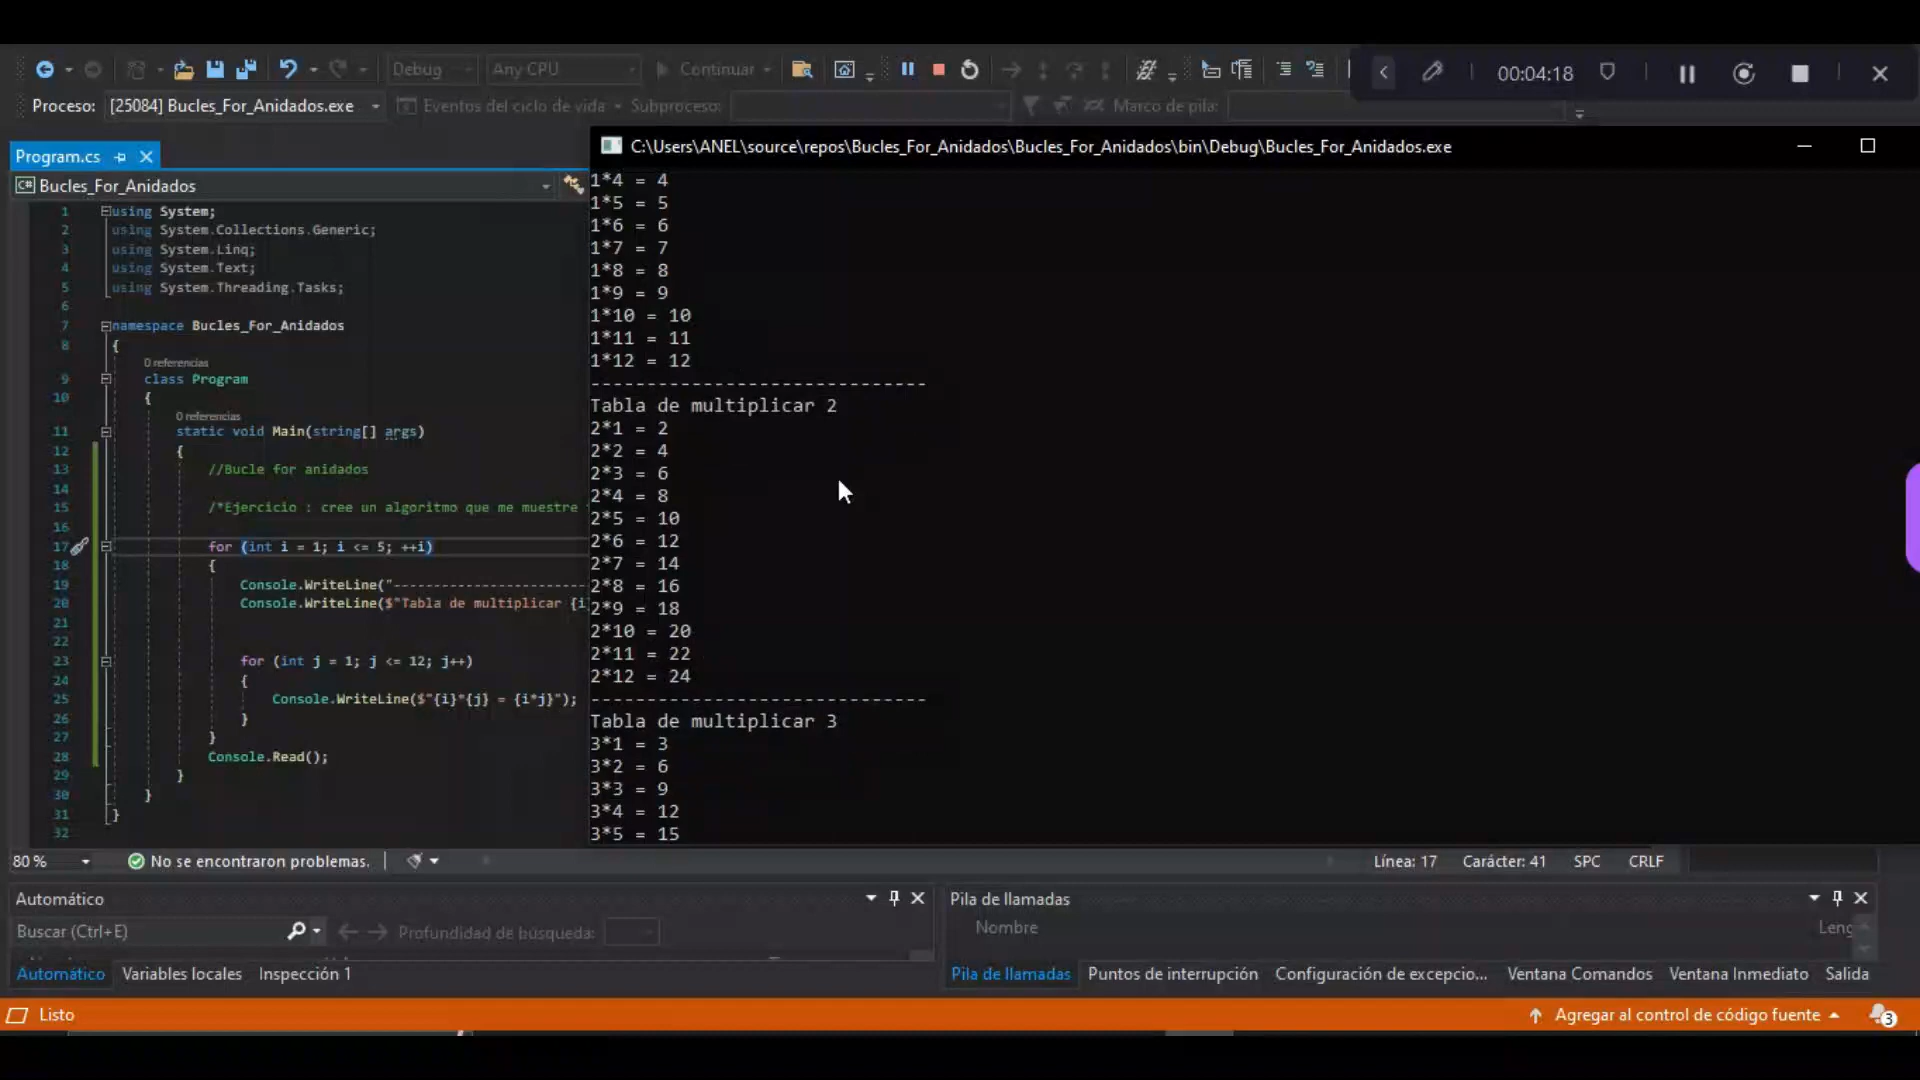 Debug
Any CPU
Continuar
00:04:18
Proceso: [25084] Bucles_For_Anidados.exe
Eventos del ciclo de vida
Subproceso:
Marco de pila:
Program.cs
Bucles_For_Anidados
1 using System;
2 using System.Collections.Generic;
3 using System.Linq;
4 using System.Text;
5 using System.Threading.Tasks;
6
7 namespace Bucles_For_Anidados
8 {
0 referencias
9 class Program
10 {
0 referencias
11 static void Main(string[] args)
12 {
13 //Bucle for anidados
14
15 /*Ejercicio : cree un algoritmo que me muestre
16
17 for (int i = 1; i <= 5; ++i)
18 {
19 Console.WriteLine("------------------------
20 Console.WriteLine($"Tabla de multiplicar {i
21
22
23 for (int j = 1; j <= 12; j++)
24 {
25 Console.WriteLine($"{i}*{j} = {i*j}");
26 }
27 }
28 Console.Read();
29 }
30 }
31 }
32
C:\Users\ANEL\source\repos\Bucles_For_Anidados\Bucles_For_Anidados\bin\Debug\Bucles_For_Anidados.exe
1*4 = 4
1*5 = 5
1*6 = 6
1*7 = 7
1*8 = 8
1*9 = 9
1*10 = 10
1*11 = 11
1*12 = 12
------------------------------
Tabla de multiplicar 2
2*1 = 2
2*2 = 4
2*3 = 6
2*4 = 8
2*5 = 10
2*6 = 12
2*7 = 14
2*8 = 16
2*9 = 18
2*10 = 20
2*11 = 22
2*12 = 24
------------------------------
Tabla de multiplicar 3
3*1 = 3
3*2 = 6
3*3 = 9
3*4 = 12
3*5 = 15
80 %
No se encontraron problemas.
Línea: 17
Carácter: 41
SPC
CRLF
Automático
Buscar (Ctrl+E)
Profundidad de búsqueda:
Automático
Variables locales
Inspección 1
Pila de llamadas
Nombre
Leng
Pila de llamadas
Puntos de interrupción
Configuración de excepcio...
Ventana Comandos
Ventana Inmediato
Salida
Listo
Agregar al control de código fuente
3